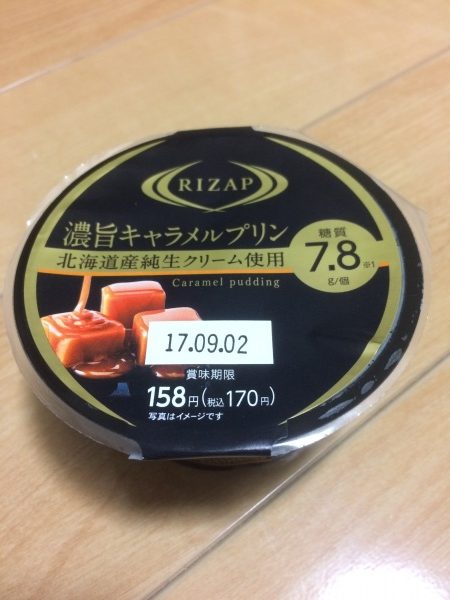 RIZAP
濃旨キャラメルプリン
北海道産純生クリーム使用
Caramel pudding
糖質
7.8※1
g/個
17.09.02
賞味期限
158円(税込170円)
写真はイメージです